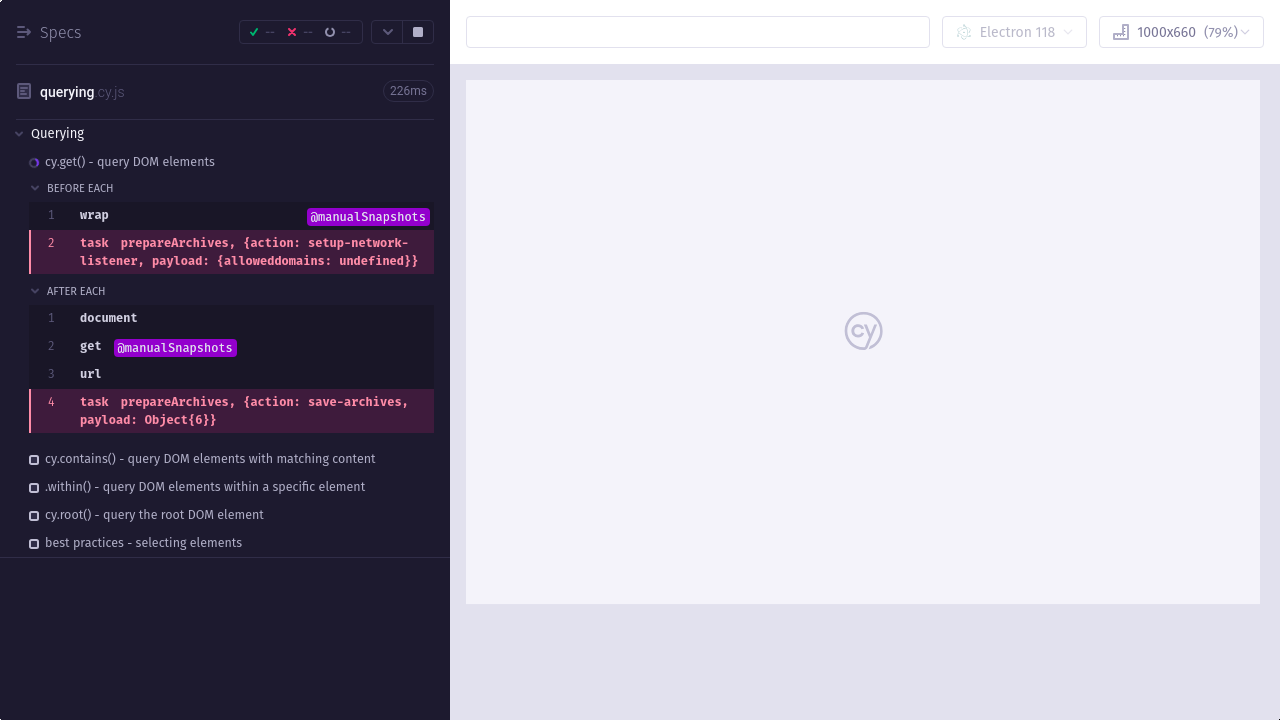 Specs
--
--
--
querying.cy.js
226ms
Querying
cy.get() - query DOM elements
BEFORE EACH
1 wrap @manualSnapshots
2 task prepareArchives, {action: setup-network-
listener, payload: {alloweddomains: undefined}}
AFTER EACH
1 document
2 get @manualSnapshots
3 url
4 task prepareArchives, {action: save-archives,
payload: Object{6}}
cy.contains() - query DOM elements with matching content
.within() - query DOM elements within a specific element
cy.root() - query the root DOM element
best practices - selecting elements
Electron 118
1000x660 (79%)
cy